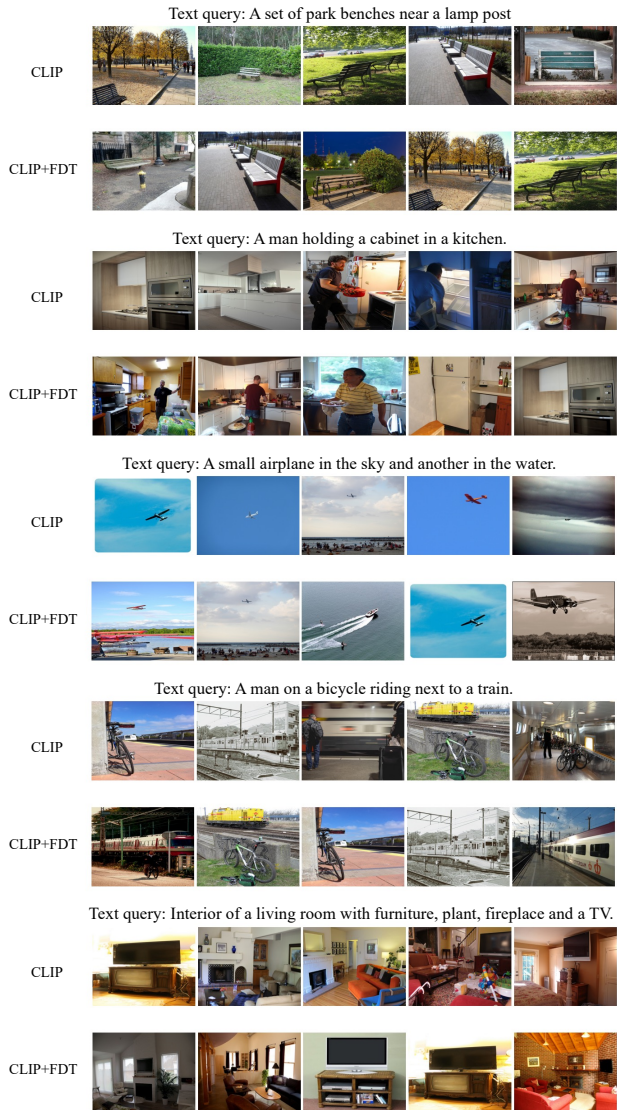 Text query: A set of park benches near a lamp post
CLIP
CLIP+FDT
Text query: A man holding a cabinet in a kitchen.
CLIP
CLIP+FDT
Text query: A small airplane in the sky and another in the water.
CLIP
CLIP+FDT
Text query: A man on a bicycle riding next to a train.
CLIP
CLIP+FDT
Text query: Interior of a living room with furniture, plant, fireplace and a TV.
CLIP
CLIP+FDT